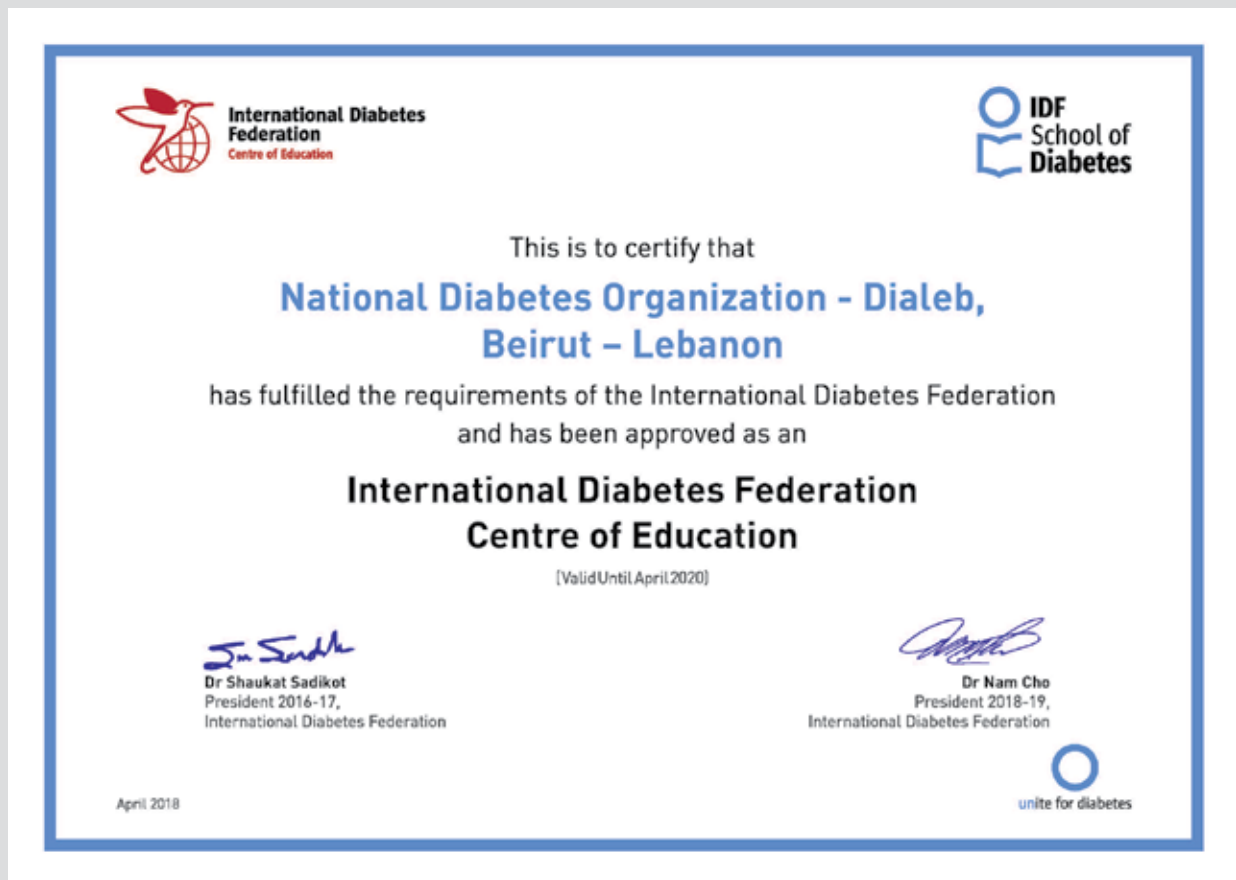 International Diabetes
Federation
Centre of Education
IDF
School of
Diabetes
This is to certify that
National Diabetes Organization - Dialeb,
Beirut – Lebanon
has fulfilled the requirements of the International Diabetes Federation
and has been approved as an
International Diabetes Federation
Centre of Education
(Valid Until April 2020)
Dr Shaukat Sadikot
President 2016-17,
International Diabetes Federation
Dr Nam Cho
President 2018-19,
International Diabetes Federation
April 2018
unite for diabetes